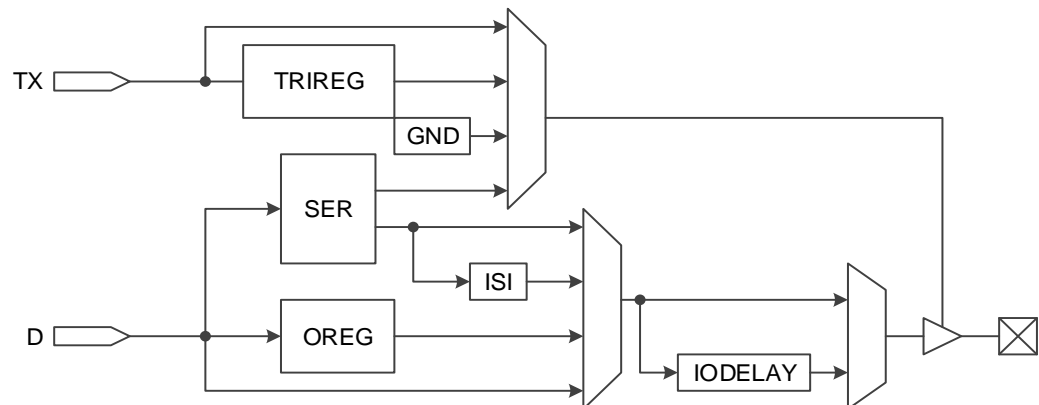 TX
TRIREG
GND
SER
ISI
D
OREG
IODELAY